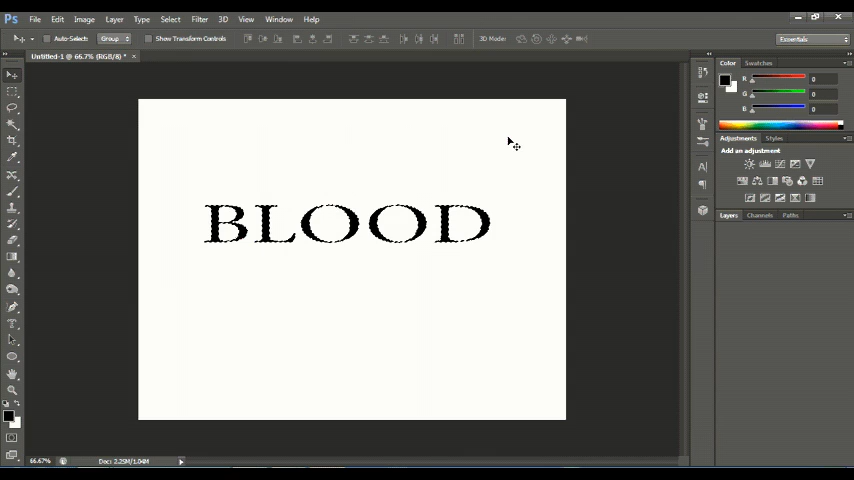 Ps File Edit Image Layer Type Select Filter 3D View Window Help
Auto-Select: Group Show Transform Controls 3D Mode: Essentials
Untitled-1 @ 66.7% (RGB/8) * ×
Color Swatches
R 0
G 0
B 0
Adjustments Styles
Add an adjustment
Layers Channels Paths
BLOOD
66.67% Doc: 2.25M/1.04M